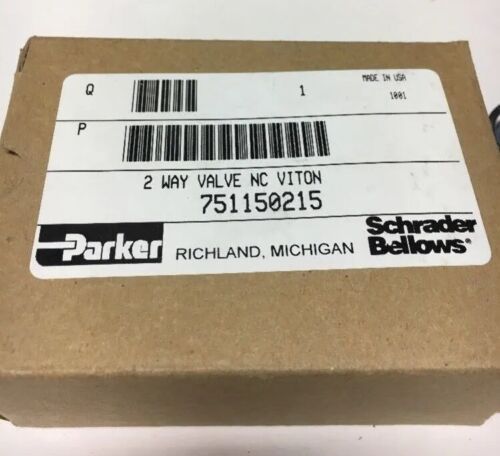 Q 1 MADE IN USA
1001
P
2 WAY VALVE NC VITON
751150215
Parker RICHLAND, MICHIGAN Schrader
Bellows®